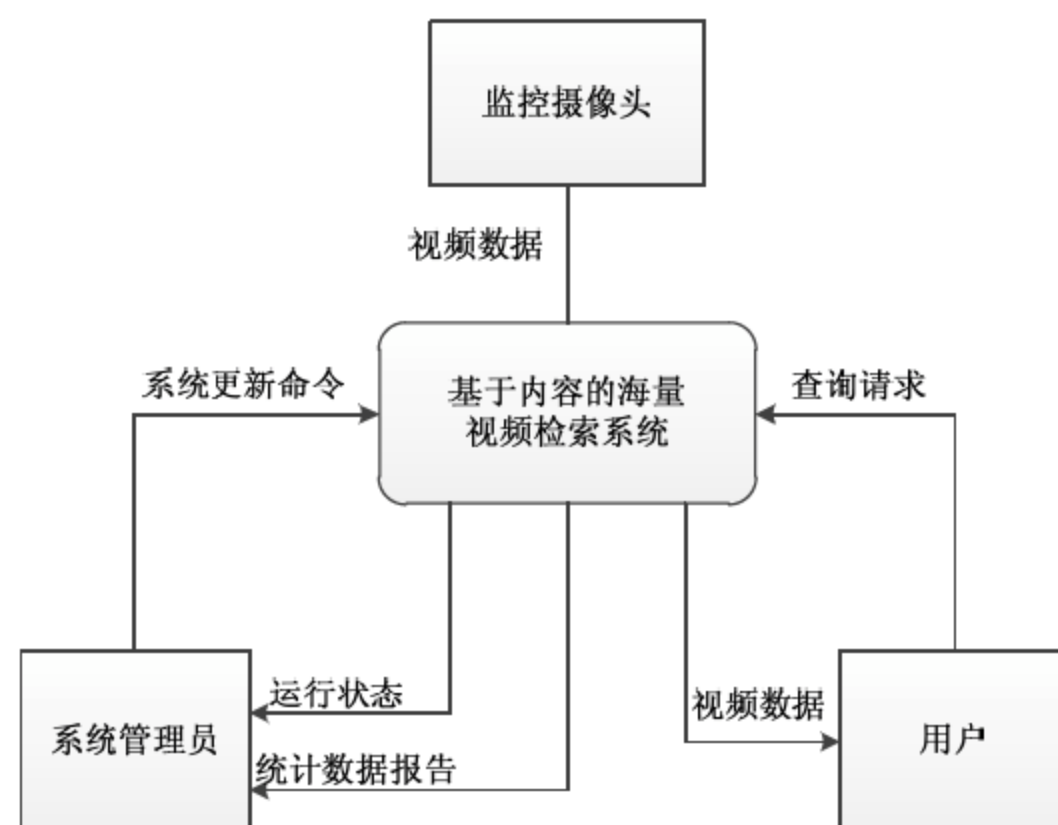 监控摄像头
视频数据
系统更新命令
基于内容的海量
视频检索系统
查询请求
运行状态
统计数据报告
视频数据
系统管理员
用户